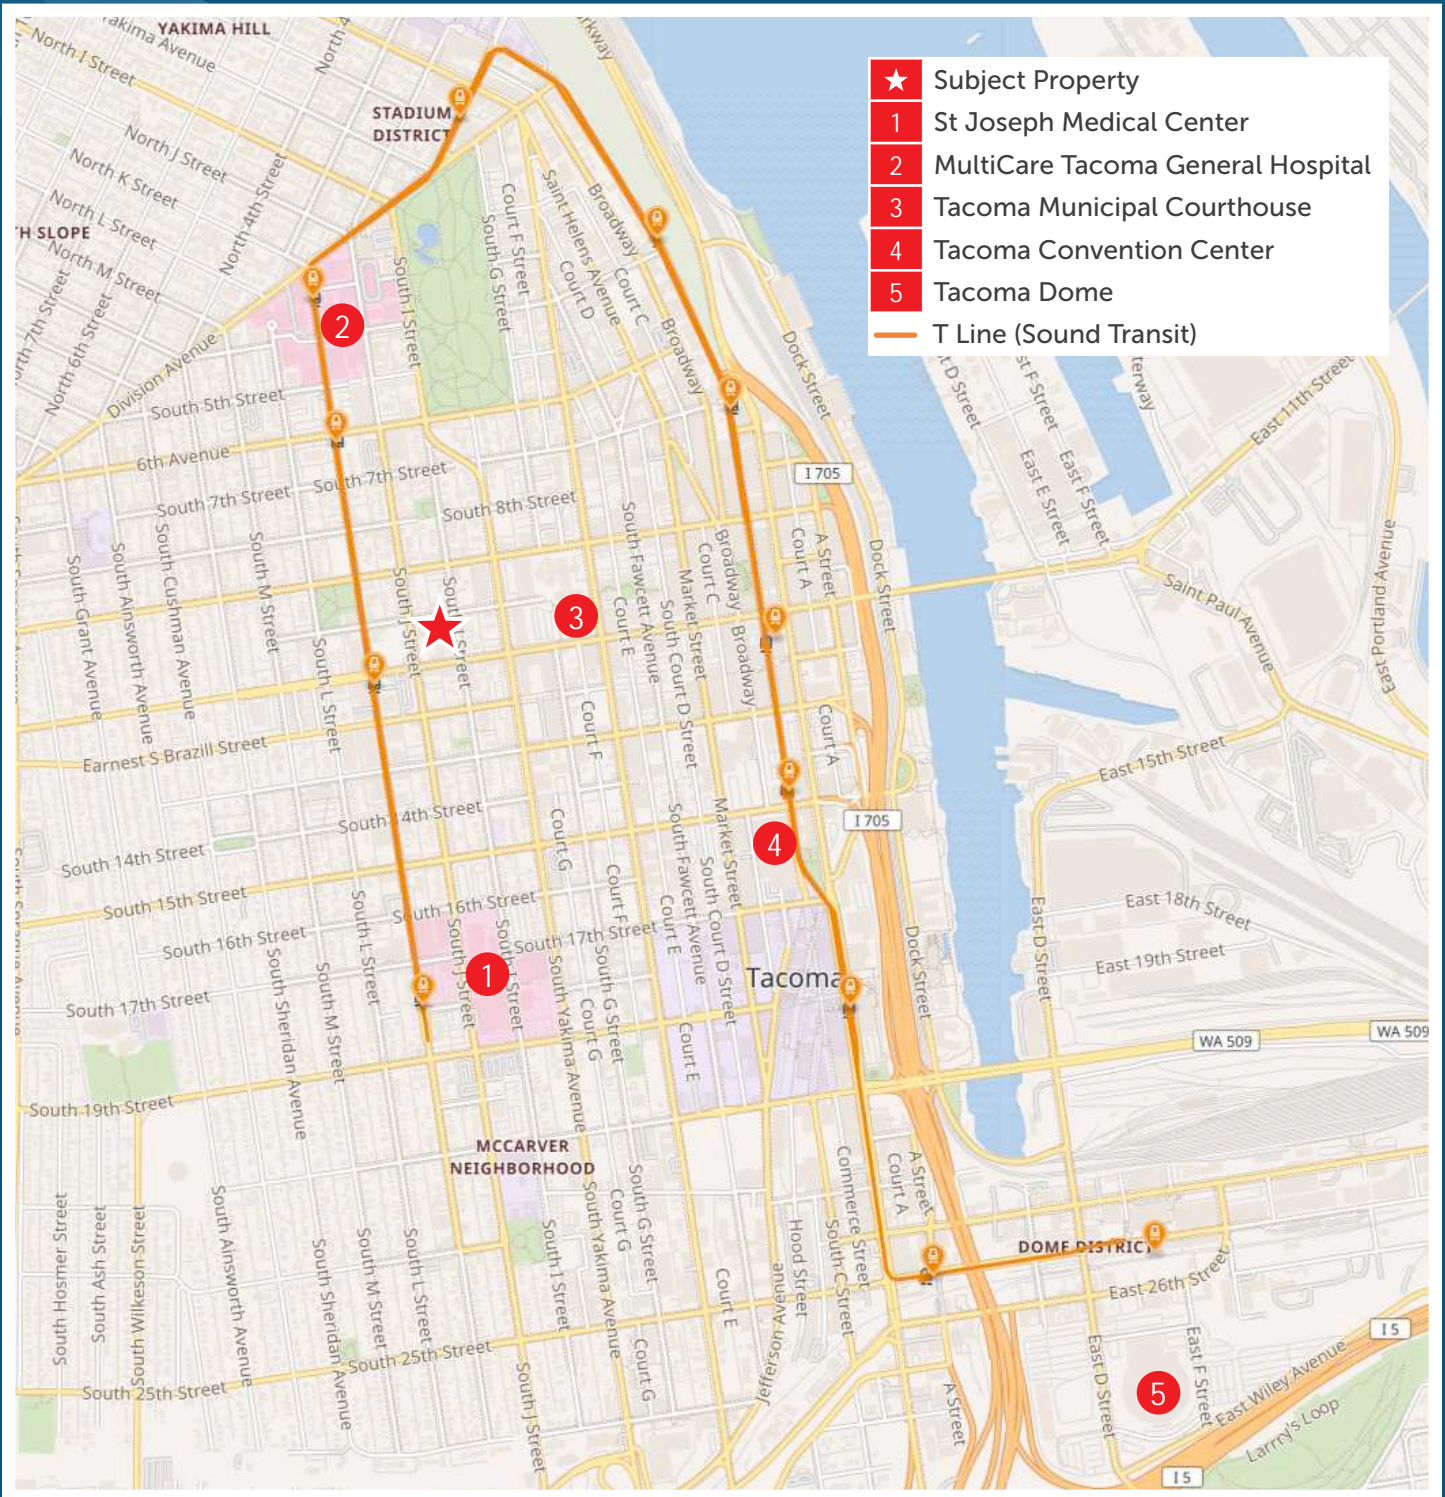 YAKIMA HILL
Yakima Avenue
North I Street
North 4
STADIUM
DISTRICT
North J Street
North K Street
North L Street
North M Street
North 4th Street
H SLOPE
North 6th Street
Division Avenue
★ Subject Property
1 St Joseph Medical Center
2 MultiCare Tacoma General Hospital
3 Tacoma Municipal Courthouse
4 Tacoma Convention Center
5 Tacoma Dome
T Line (Sound Transit)
Court F Street
South G Street
Saint Helens Avenue
Court D
Broadway
Court C
Broadway
Dock Street
South J Street
2
South 5th Street
6th Avenue
South 7th Street
South 7th Street
South 8th Street
I 705
East 11th Street
East E Street
East F Street
Saint Paul Avenue
East Portland Avenue
South Grant Avenue
South Ainsworth Avenue
South Cushman Avenue
South M Street
South L Street
South J Street
3
South Fawcett Avenue
Court E
Market Street
South Court D Street
Court C
Broadway
Broadway
Court A
A Street
Dock Street
Earnest S Brazill Street
Court F
Court A
East 15th Street
South 14th Street
South 14th Street
I 705
4
South 15th Street
South 16th Street
South 16th Street
South 17th Street
South 17th Street
South L Street
South Sheridan Avenue
South M Street
South J Street
1
Court G
Court F
Court E
South Fawcett Avenue
South Court D Street
Market Street
Tacoma
Dock Street
East D Street
East 18th Street
East 19th Street
WA 509
WA 509
South Yakima Avenue
Court G
South G Street
Court E
South 19th Street
MCCARVER
NEIGHBORHOOD
South Hosmer Street
South Ash Street
South Wilkeson Street
South Ainsworth Avenue
South Sheridan Avenue
South M Street
South L Street
South I Street
South Yakima Avenue
Court G
South G Street
Court E
Jefferson Avenue
Hood Street
South C Street
Commerce Street
Court A
A Street
DOME DISTRICT
East 26th Street
South 25th Street
South 25th Street
South J Street
Court G
A Street
East D Street
5
East F Street
East Wiley Avenue
Larrry's Loop
I 5
I 5